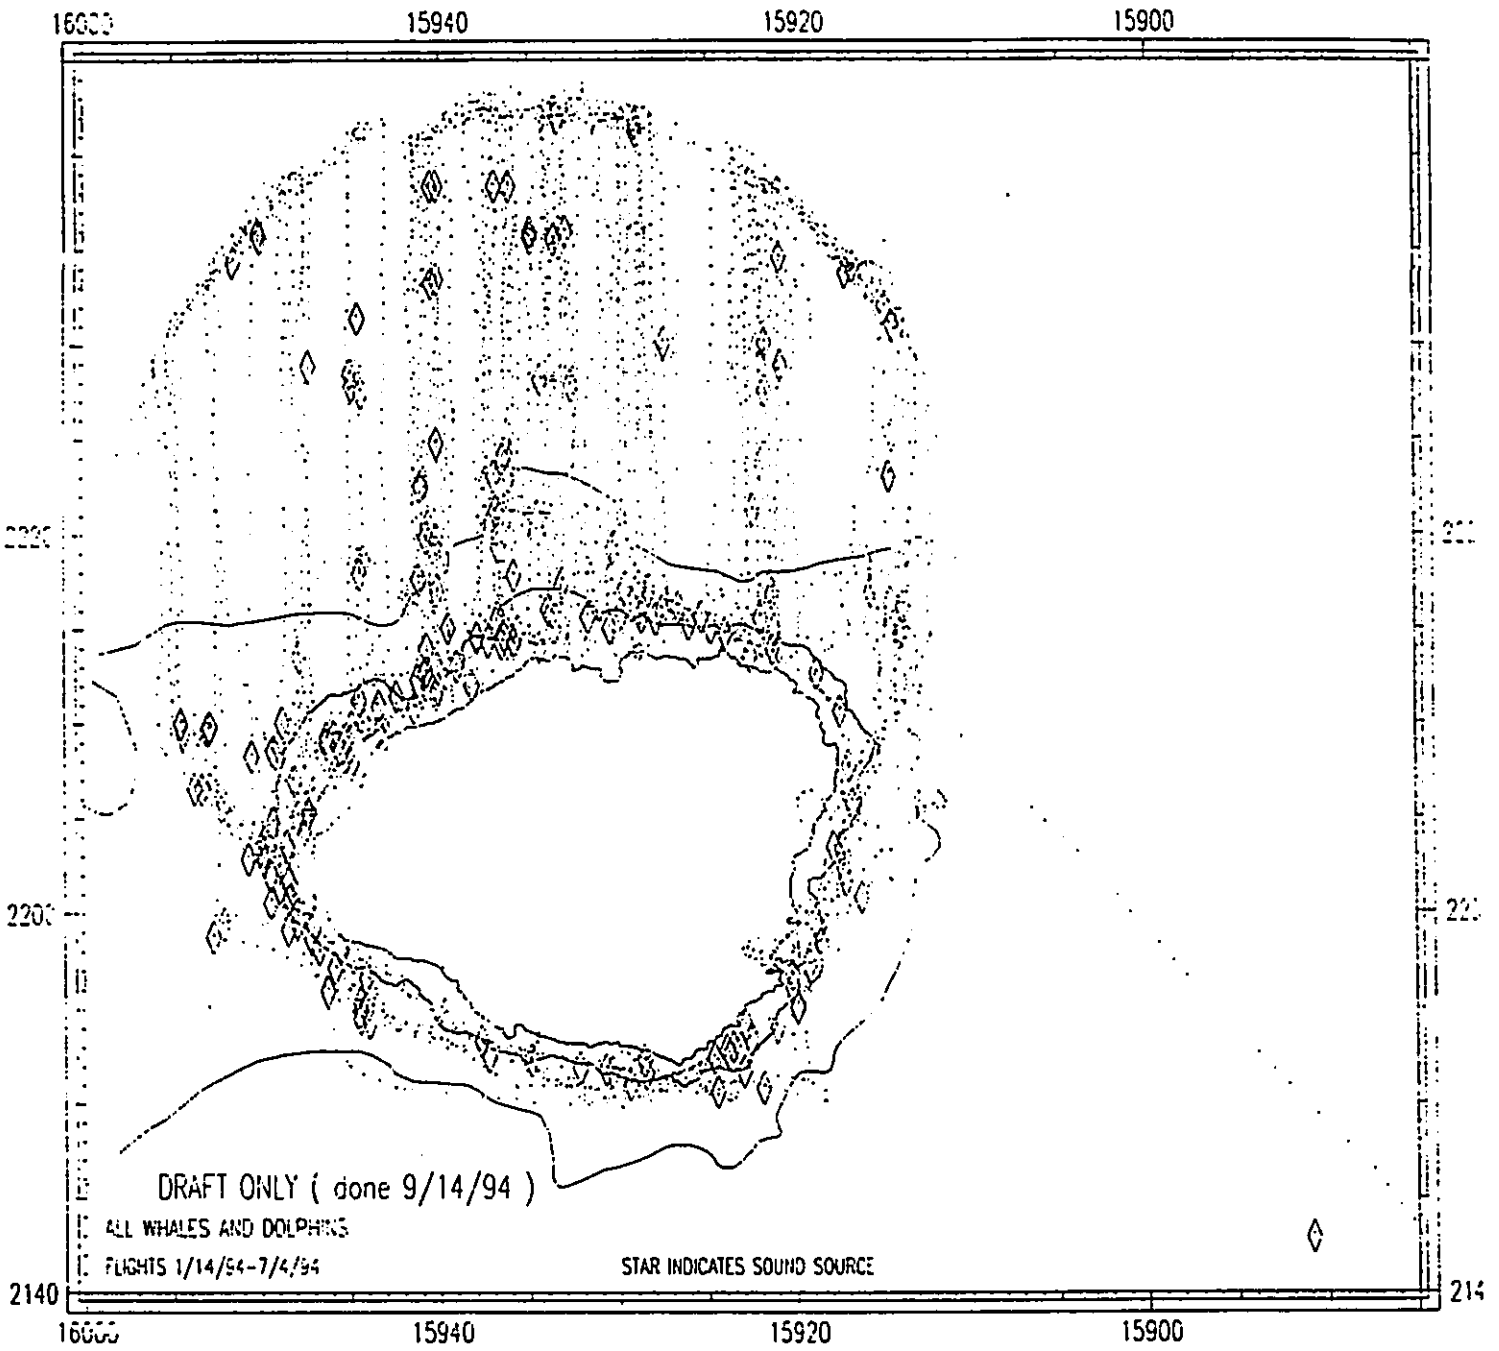 15940 15920 15900
2200
DRAFT ONLY ( done 9/14/94 )
ALL WHALES AND DOLPHINS
FLIGHTS 1/14/94-7/4/94 STAR INDICATES SOUND SOURCE
2140 214
15940 15920 15900